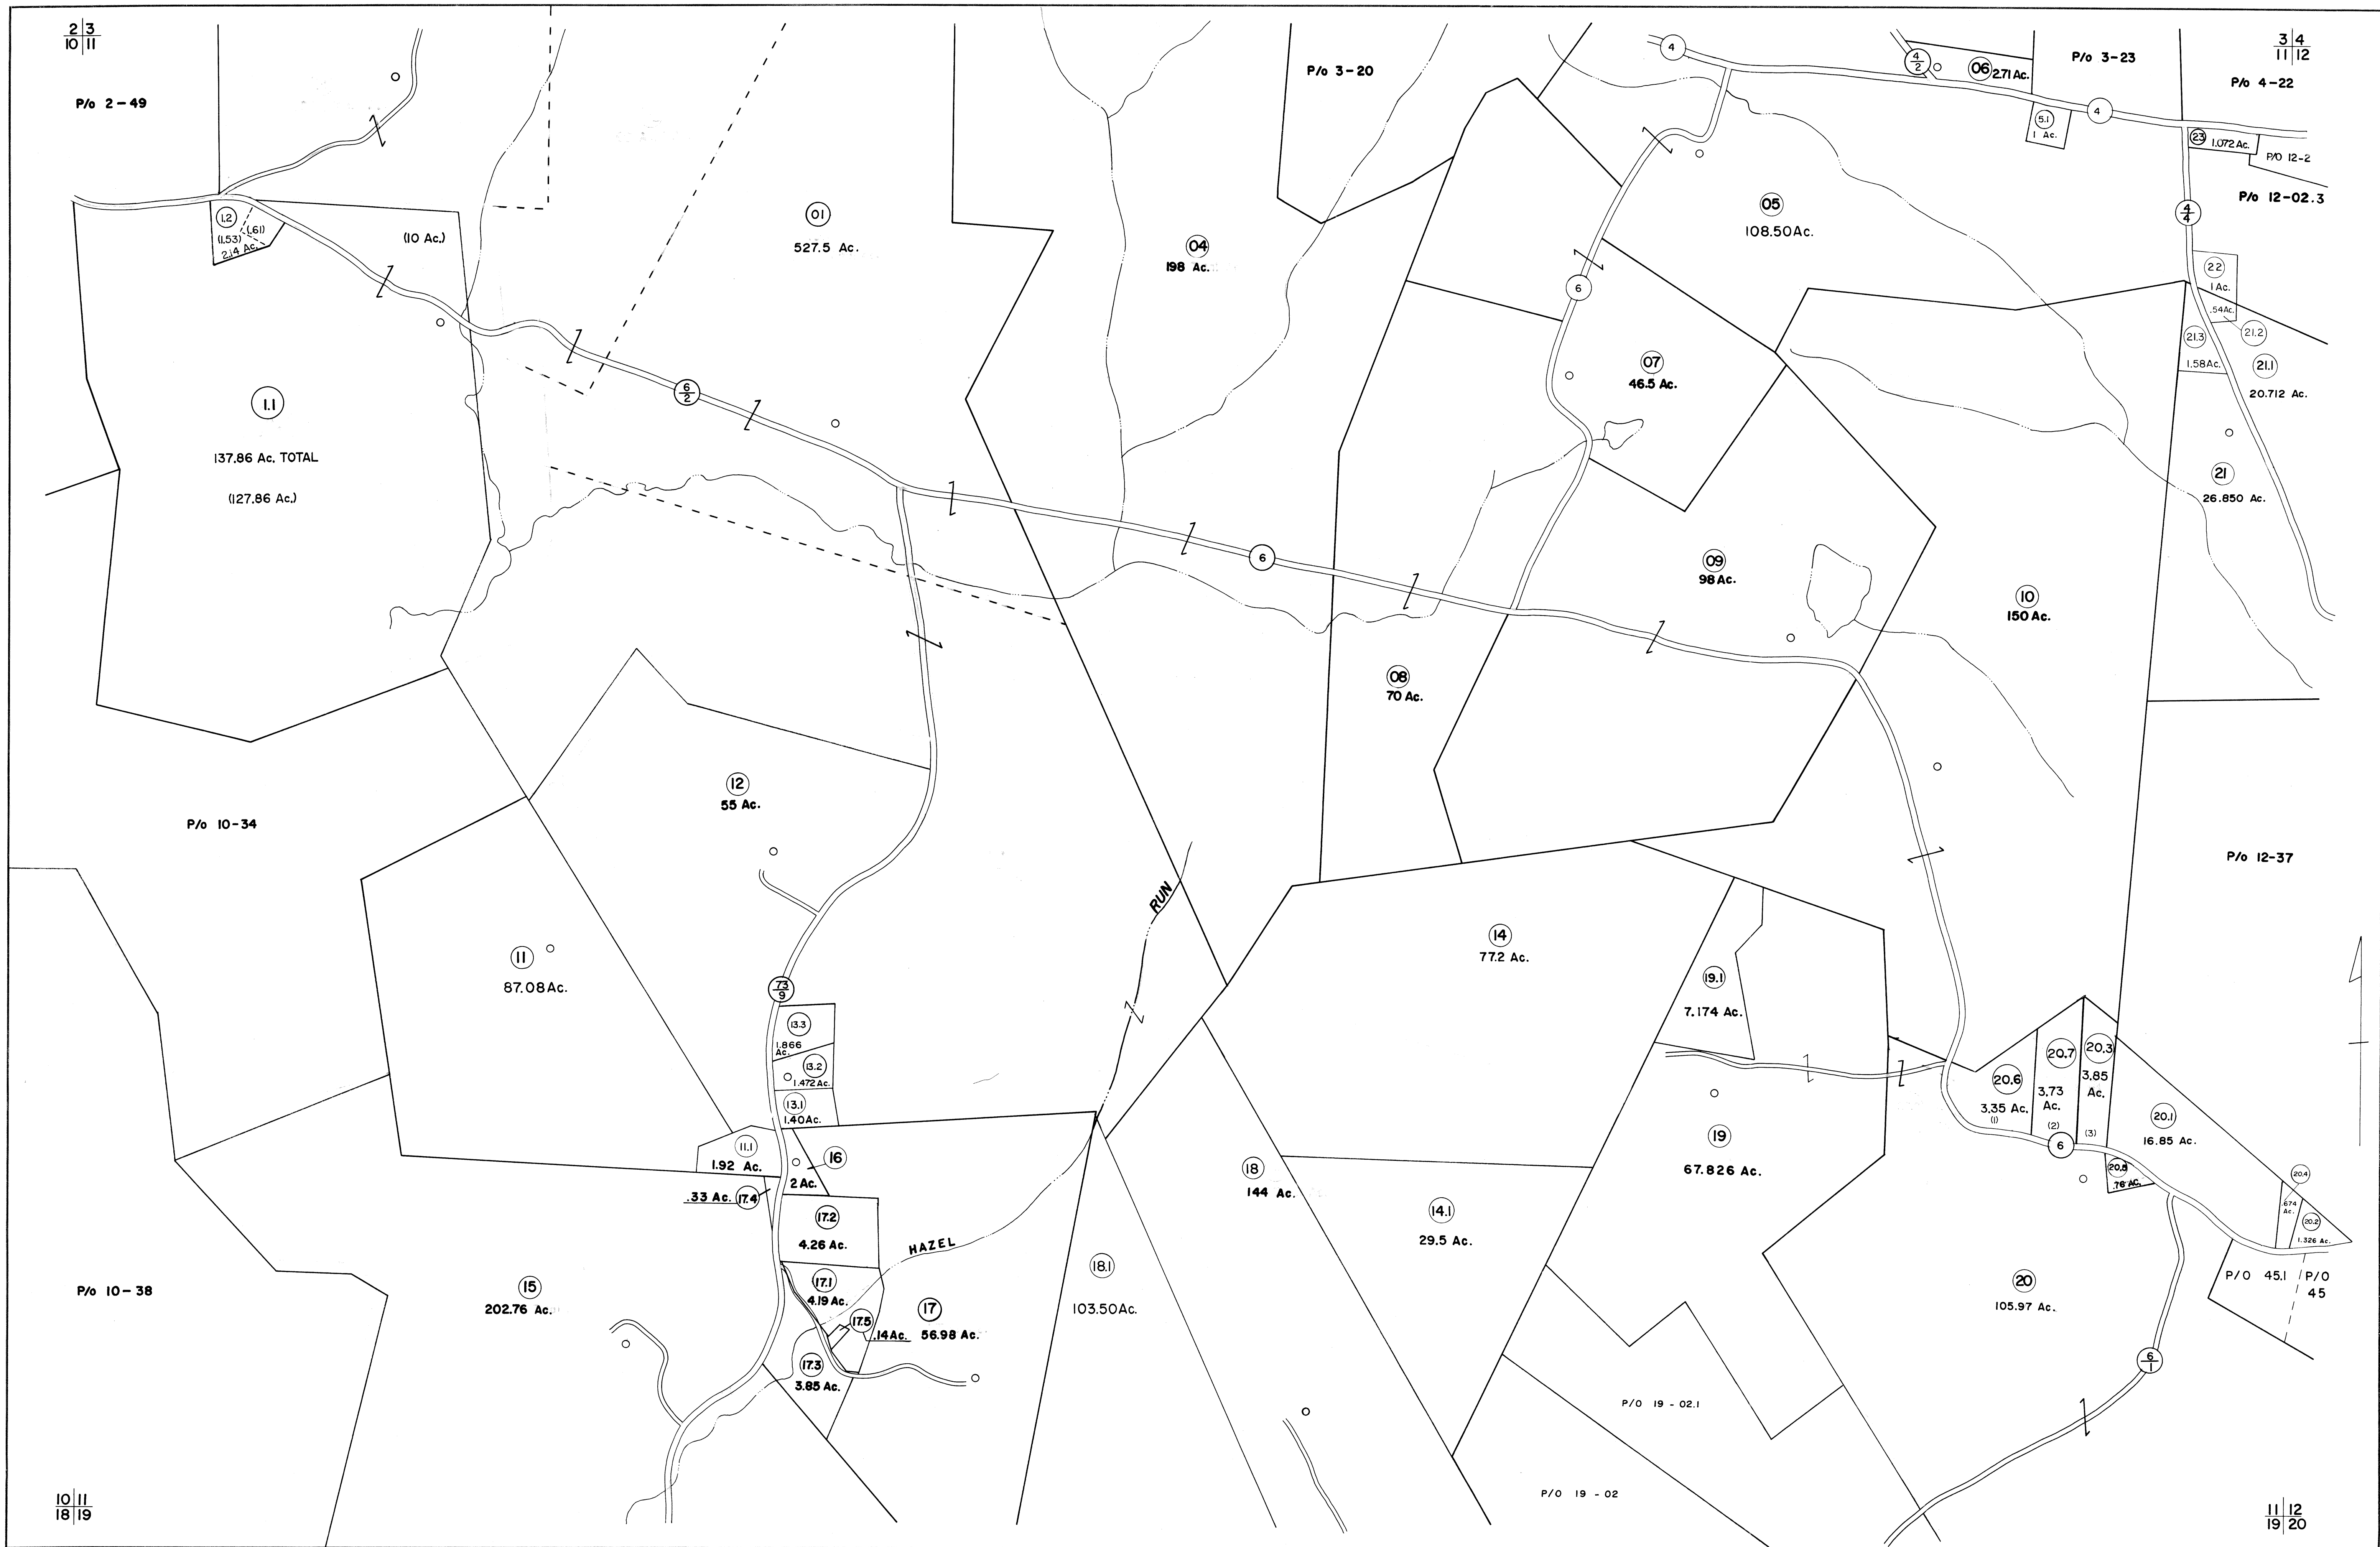 2 3
10 11
P/o 2-49
P/o 3-20
4
4
2
06 2.71 Ac.
P/o 3-23
3 4
11 12
P/o 4-22
5.1
1 Ac.
4
23 1.072 Ac.
P/O 12-2
P/o 12-02.3
4
4
1.2
(1.53) (.61)
2.14 Ac.
(10 Ac.)
01
527.5 Ac.
04
198 Ac.
05
108.50 Ac.
6
22
1 Ac.
.54 Ac.
21.2
21.3
1.58 Ac.
21.1
20.712 Ac.
07
46.5 Ac.
6
2
1.1
137.86 Ac. TOTAL
(127.86 Ac.)
21
26.850 Ac.
6
09
98 Ac.
10
150 Ac.
08
70 Ac.
12
55 Ac.
P/o 10-34
P/o 12-37
RUN
14
77.2 Ac.
11
87.08 Ac.
73
9
19.1
7.174 Ac.
13.3
1.866
Ac.
13.2
1.472 Ac.
13.1
1.40 Ac.
20.6
3.35 Ac.
(1)
20.7
3.73
Ac.
(2)
20.3
3.85
Ac.
(3)
6
20.1
16.85 Ac.
11.1
1.92 Ac.
16
2 Ac.
19
67.826 Ac.
18
144 Ac.
20.5
.76 AC.
20.4
.674
Ac.
20.2
1.326 Ac.
.33 Ac. 17.4
17.2
4.26 Ac.
HAZEL
14.1
29.5 Ac.
18.1
103.50 Ac.
P/o 10-38
15
202.76 Ac.
17.1
4.19 Ac.
17.5
.14 Ac.
17
56.98 Ac.
20
105.97 Ac.
P/O 45.1
P/O
45
17.3
3.85 Ac.
6
1
P/O 19-02.1
P/O 19-02
10 11
18 19
11 12
19 20